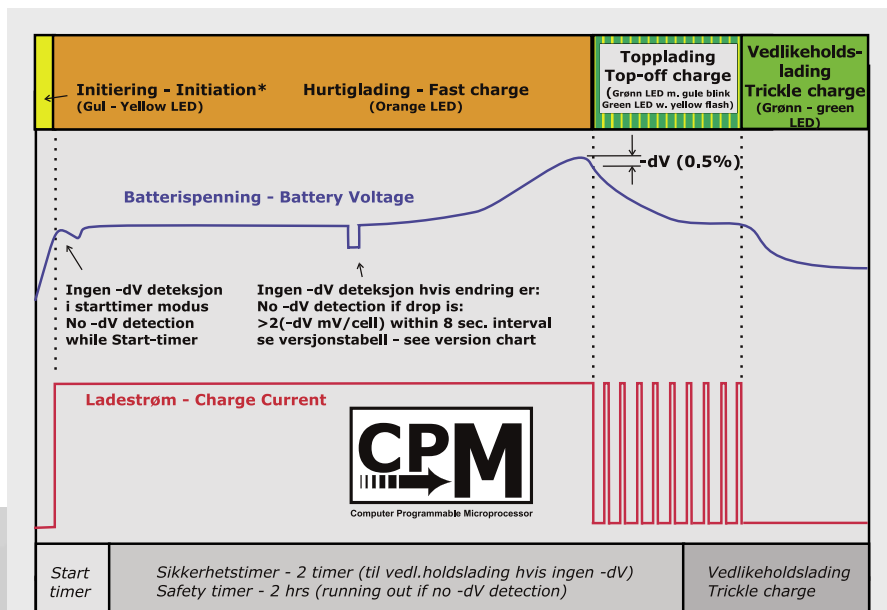 Initiering - Initiation*
(Gul - Yellow LED)
Hurtiglading - Fast charge
(Orange LED)
Topplading
Top-off charge
(Grønn LED m. gule blink
Green LED w. yellow flash)
Vedlikeholds-
lading
Trickle charge
(Grønn - green
LED)
-dV (0.5%)
Batterispenning - Battery Voltage
Ingen -dV deteksjon
i starttimer modus
No -dV detection
while Start-timer
Ingen -dV deteksjon hvis endring er:
No -dV detection if drop is:
>2(-dV mV/cell) within 8 sec. interval
se versjonstabell - see version chart
Ladestrøm - Charge Current
CPM
Computer Programmable Microprocessor
Start
timer
Sikkerhetstimer - 2 timer (til vedl.holdslading hvis ingen -dV)
Safety timer - 2 hrs (running out if no -dV detection)
Vedlikeholdslading
Trickle charge